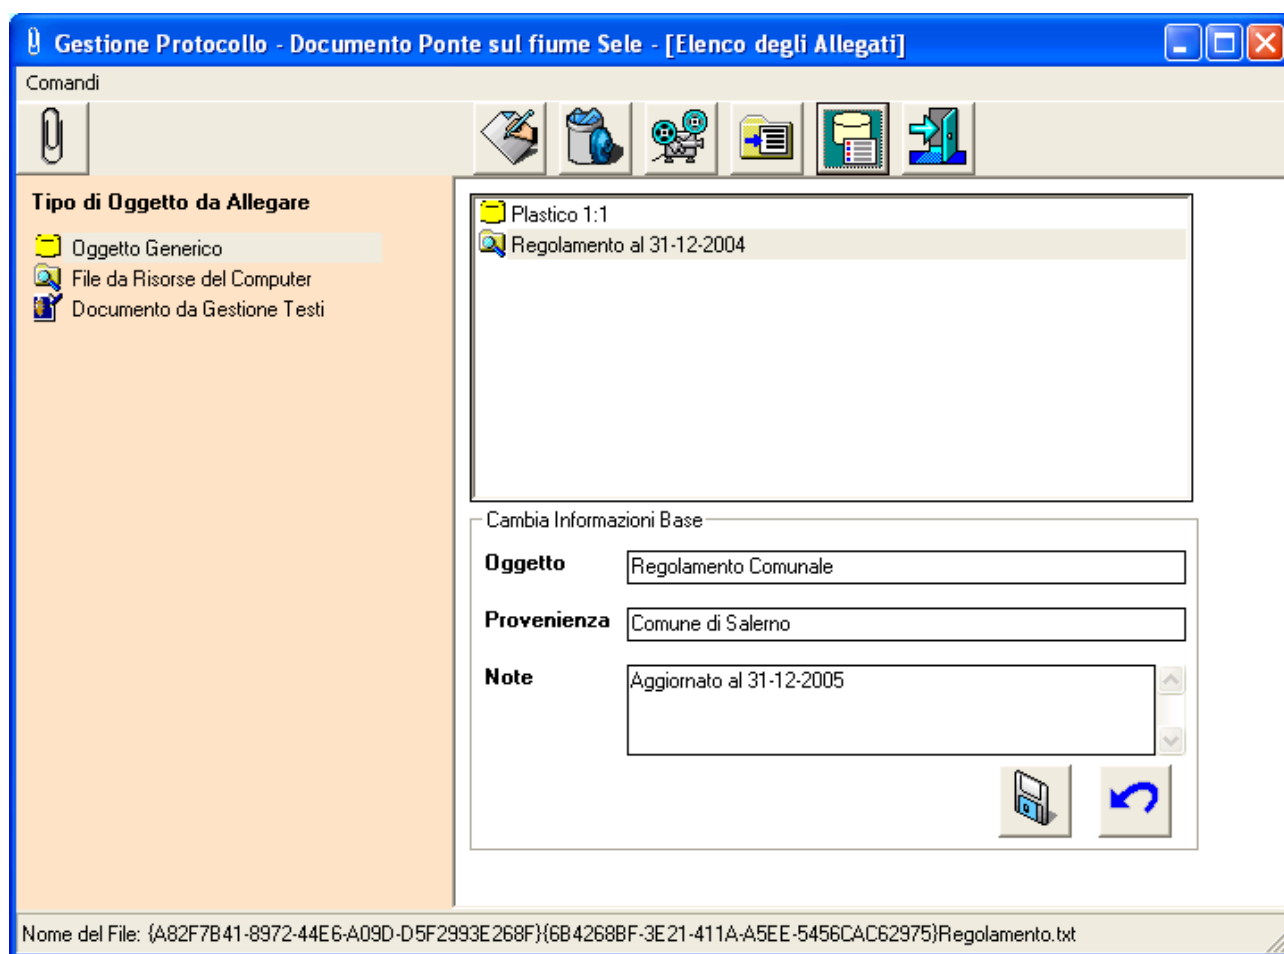 Gestione Protocollo - Documento Ponte sul fiume Sele - [Elenco degli Allegati]
Comandi
Tipo di Oggetto da Allegare
Oggetto Generico
File da Risorse del Computer
Documento da Gestione Testi
Plastico 1:1
Regolamento al 31-12-2004
Cambia Informazioni Base
Oggetto
Regolamento Comunale
Provenienza
Comune di Salerno
Note
Aggiornato al 31-12-2005
Nome del File: {A82F7B41-8972-44E6-A09D-D5F2993E268F}{6B4268BF-3E21-411A-A5EE-5456CAC62975}Regolamento.txt